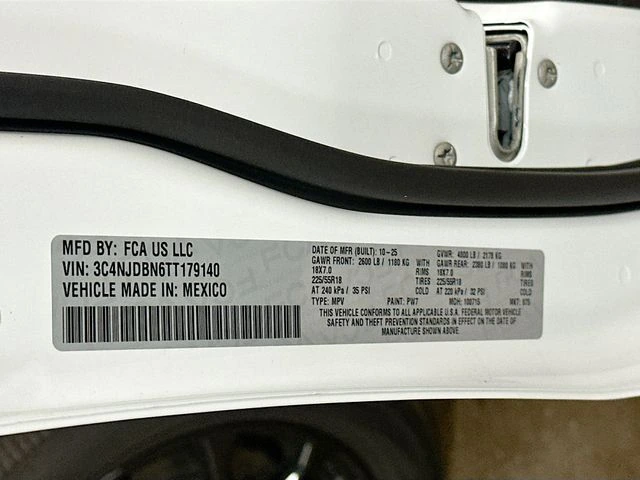 MFD BY: FCA US LLC
VIN: 3C4NJDBN6TT179140
VEHICLE MADE IN: MEXICO
DATE OF MFR (BUILT): 10-25 GVWR: 4800 LB / 2178 KG
GAWR FRONT: 2600 LB / 1180 KG WITH GAWR REAR: 2380 LB / 1080 KG WITH
18X7.0 RIMS 18X7.0 RIMS
225/55R18 TIRES 225/55R18 TIRES
AT 240 kPa / 35 PSI COLD AT 220 kPa / 32 PSI COLD
TYPE: MPV PAINT: PW7 MDH: 100715 MKT:
THIS VEHICLE CONFORMS TO ALL APPLICABLE U.S.A. FEDERAL MOTOR VEHICLE
SAFETY AND THEFT PREVENTION STANDARDS IN EFFECT ON THE DATE OF
MANUFACTURE SHOWN ABOVE.